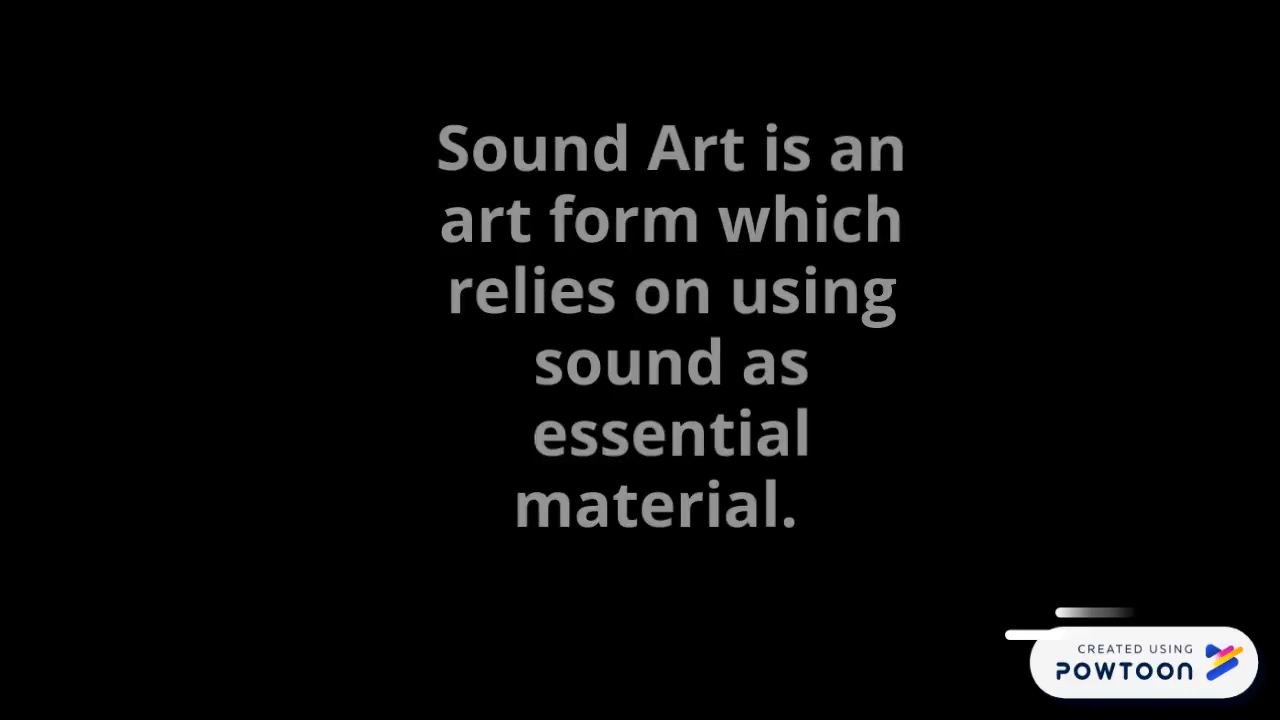 Sound Art is an
art form which
relies on using
sound as
essential
material.
CREATED USING
POWTOON